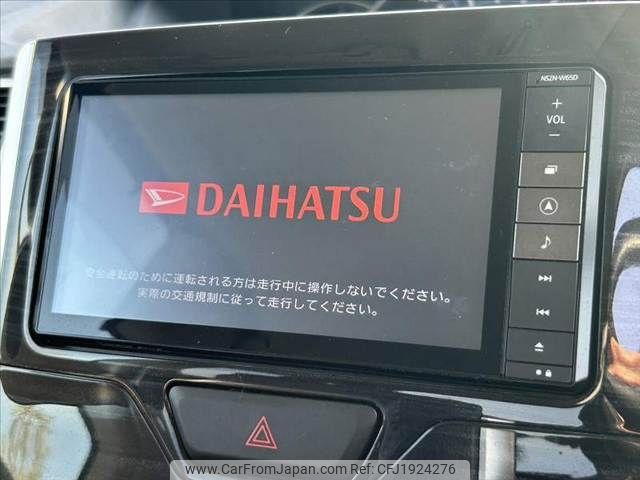 NSZN-W65D
+
VOL
−
DAIHATSU
安全運転のために運転される方は走行中に操作しないでください。
実際の交通規制に従って走行してください。
www.CarFromJapan.com Ref: CFJ1924276